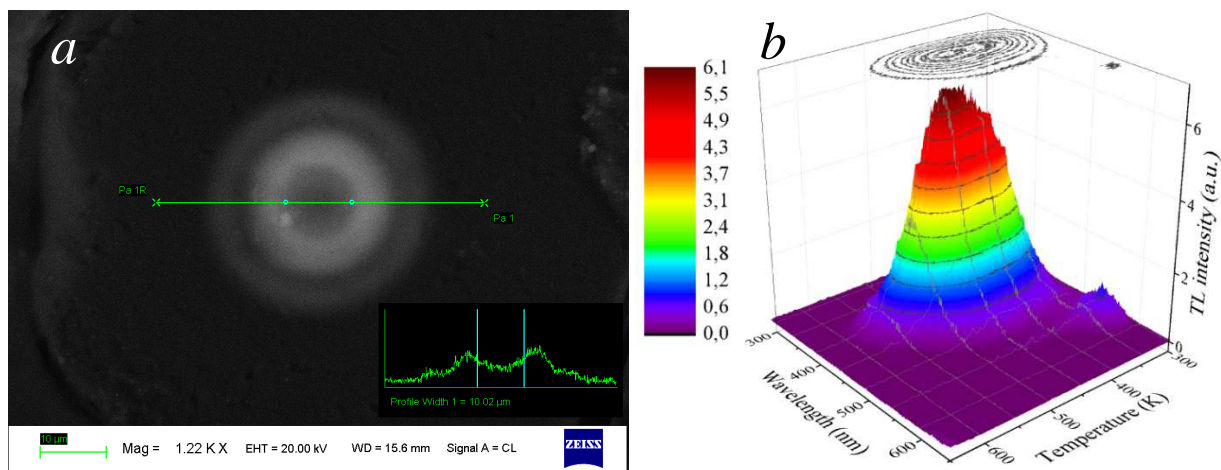 a
Pa 1R
Pa 1
Profile Width 1 = 10.02 µm
10 µm
Mag = 1.22 K X EHT = 20.00 kV WD = 15.6 mm Signal A = CL ZEISS
b
6,1
5,5
4,9
4,3
3,7
3,1
2,4
1,8
1,2
0,6
0,0
6
4
2
0
TL intensity (a.u.)
300
400
500
600
Wavelength (nm)
300
400
500
600
Temperature (K)